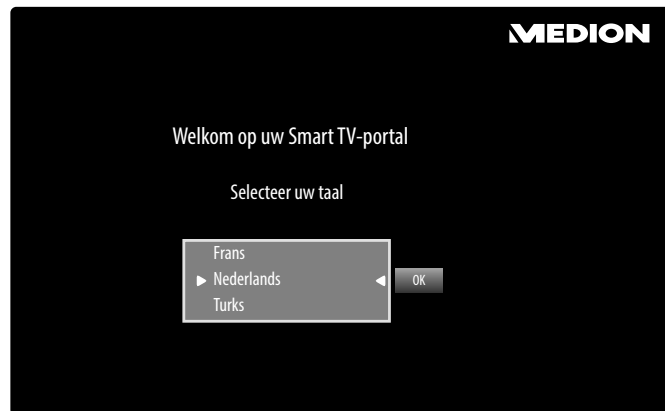 MEDION
Welkom op uw Smart TV-portal
Selecteer uw taal
Frans
Nederlands
OK
Turks